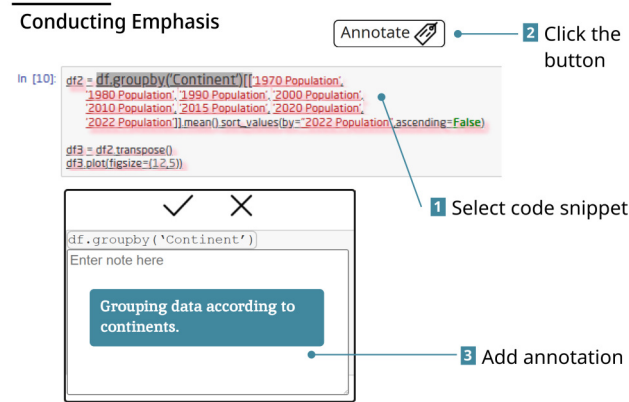 Conducting Emphasis
Annotate
2 Click the
button
In [10]: df2 = df.groupby('Continent')[['1970 Population',
'1980 Population', '1990 Population', '2000 Population',
'2010 Population', '2015 Population', '2020 Population',
'2022 Population']].mean().sort_values(by="2022 Population",ascending=False)
df3 = df2.transpose()
df3.plot(figsize=(12,5))
1 Select code snippet
df.groupby(‘Continent’)
Enter note here
Grouping data according to
continents.
3 Add annotation